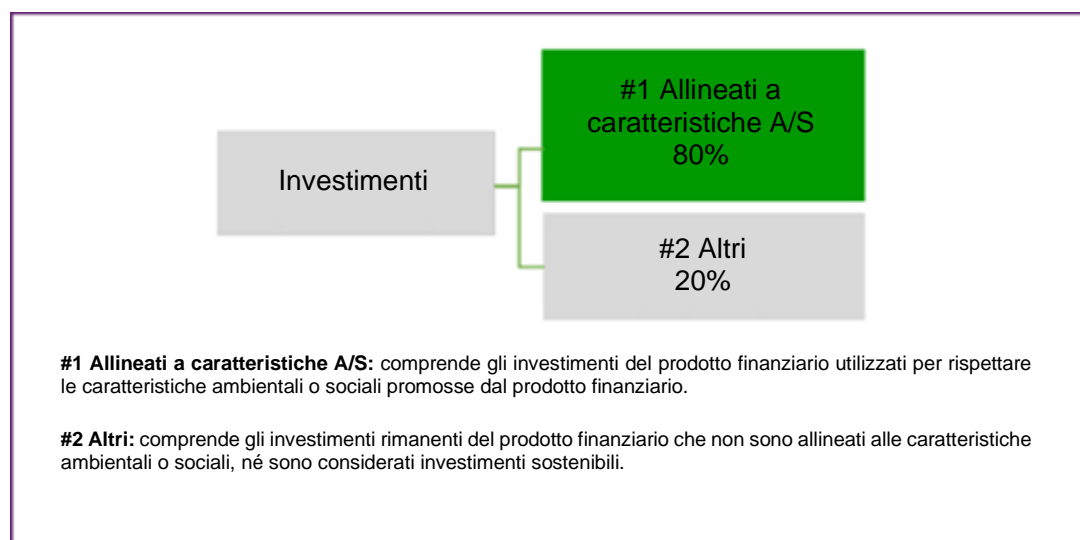 #1 Allineati a
caratteristiche A/S
80%
Investimenti
#2 Altri
20%
#1 Allineati a caratteristiche A/S: comprende gli investimenti del prodotto finanziario utilizzati per rispettare
le caratteristiche ambientali o sociali promosse dal prodotto finanziario.
#2 Altri: comprende gli investimenti rimanenti del prodotto finanziario che non sono allineati alle caratteristiche
ambientali o sociali, né sono considerati investimenti sostenibili.